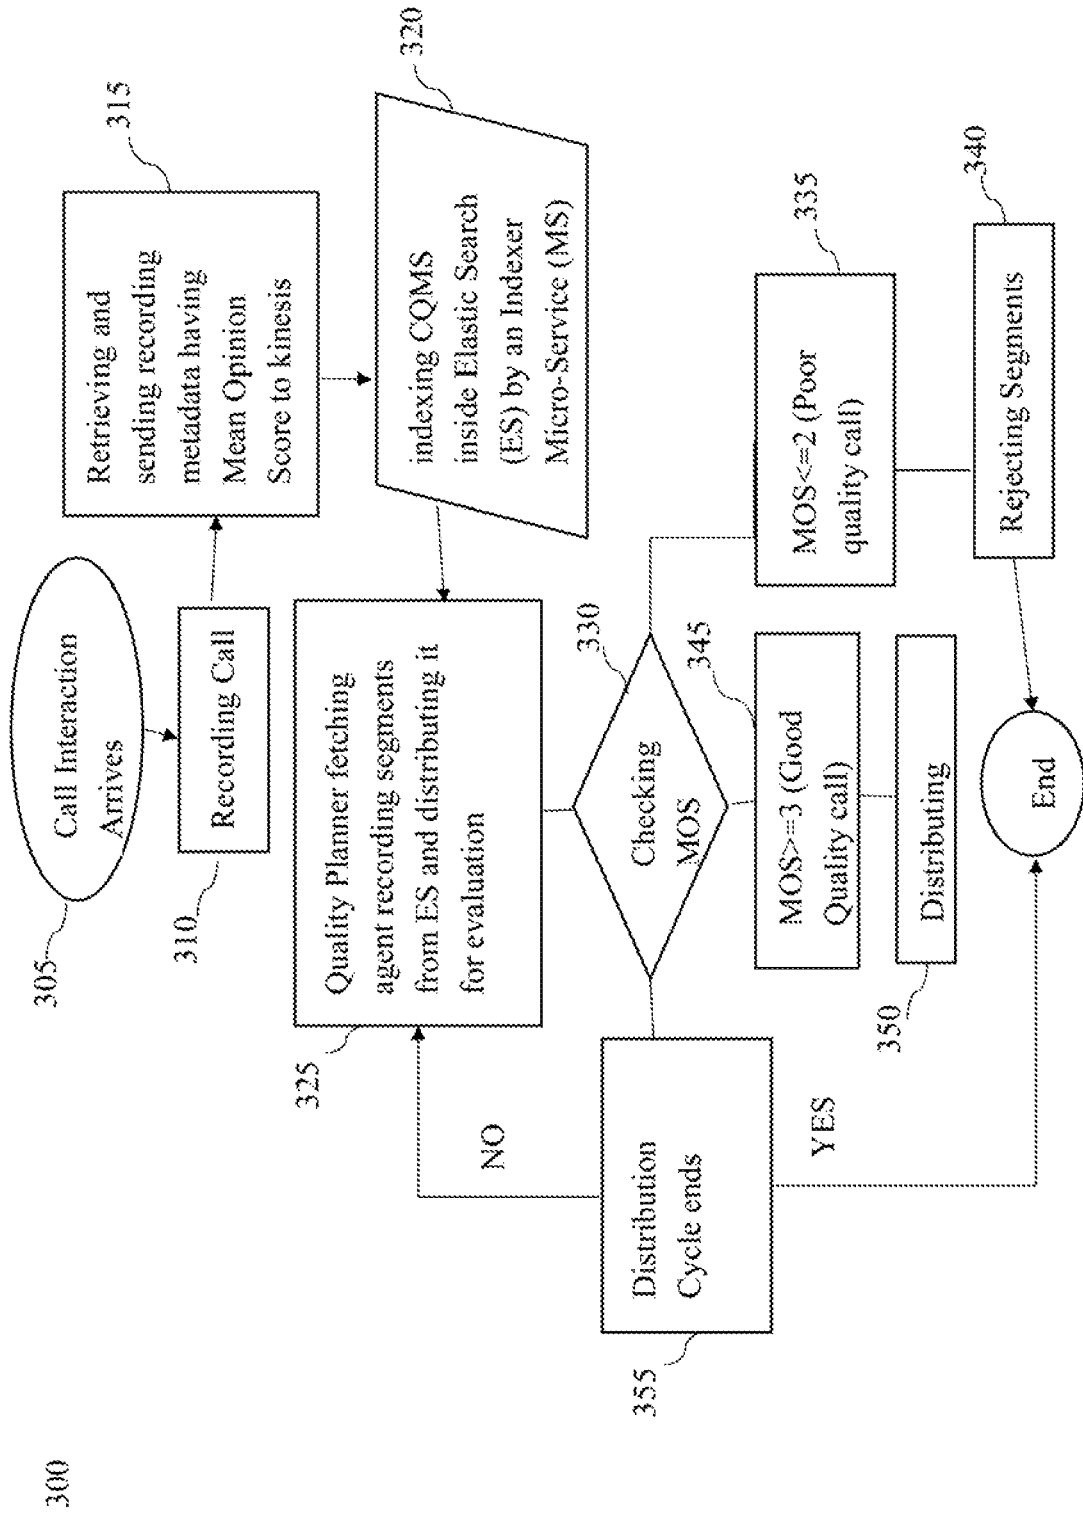 300
305
Call Interaction
Arrives
310
Recording Call
315
Retrieving and
sending recording
metadata having
Mean Opinion
Score to kinesis
320
indexing CQMS
inside Elastic Search
(ES) by an Indexer
Micro-Service (MS)
325
Quality Planner fetching
agent recording segments
from ES and distributing it
for evaluation
330
Checking
MOS
335
MOS<=2 (Poor
quality call)
340
Rejecting Segments
345
MOS>=3 (Good
Quality call)
350
Distributing
355
Distribution
Cycle ends
NO
YES
End